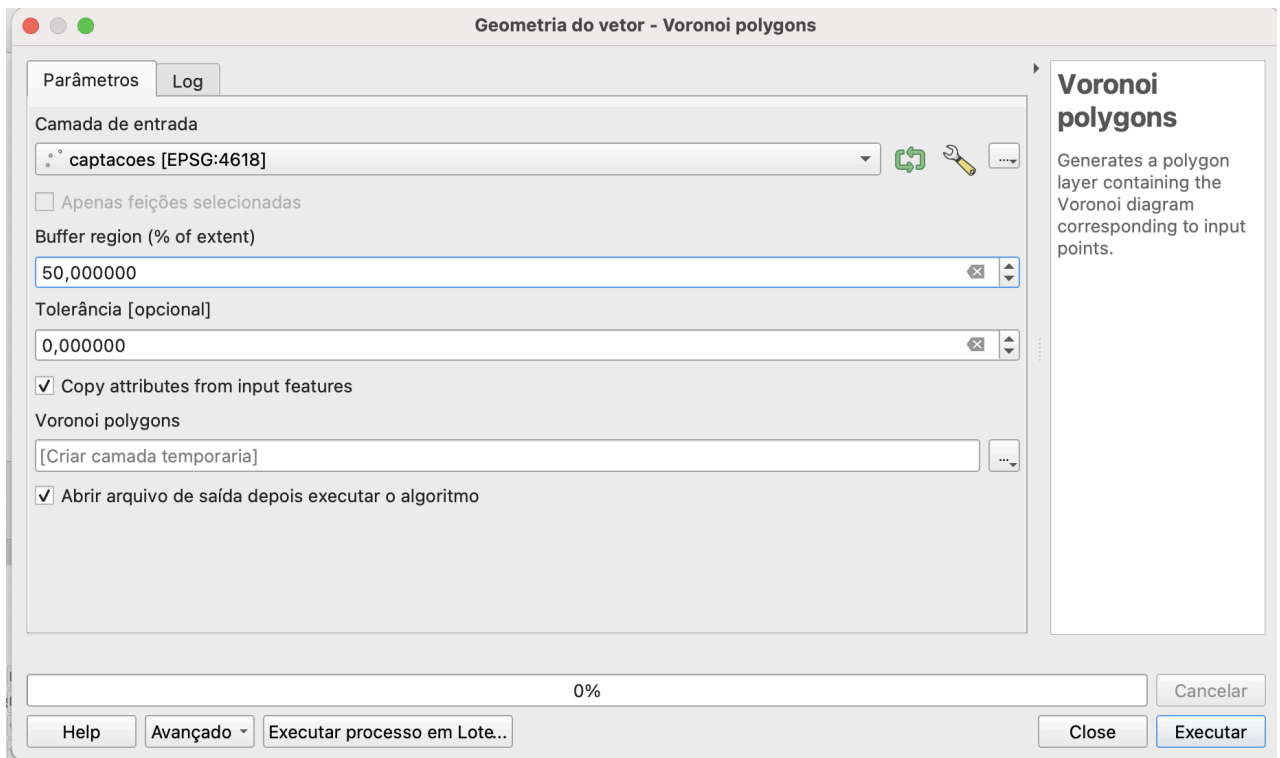 Geometria do vetor - Voronoi polygons
Parâmetros
Log
Camada de entrada
captacoes [EPSG:4618]
...
Apenas feições selecionadas
Buffer region (% of extent)
50,000000
Tolerância [opcional]
0,000000
Copy attributes from input features
Voronoi polygons
[Criar camada temporaria]
...
Abrir arquivo de saída depois executar o algoritmo
Voronoi
polygons
Generates a polygon
layer containing the
Voronoi diagram
corresponding to input
points.
0%
Cancelar
Help
Avançado
Executar processo em Lote...
Close
Executar